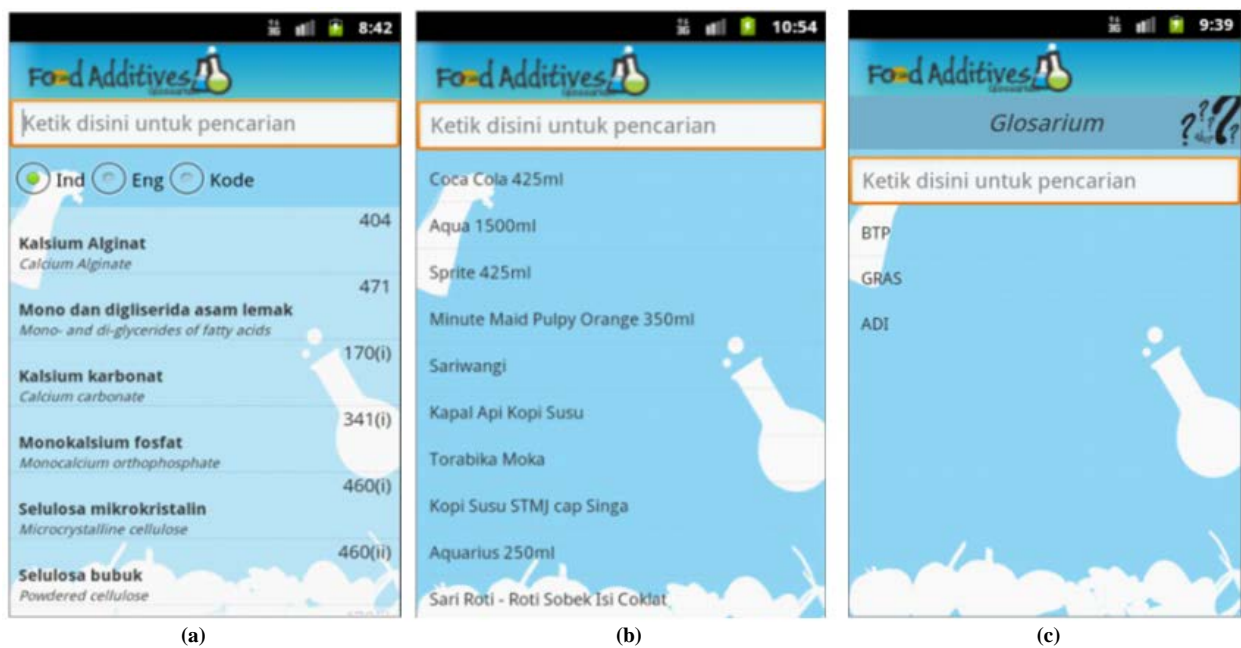 3G 8:42
Food Additives
Ketik disini untuk pencarian
Ind Eng Kode
404
Kalsium Alginat
Calcium Alginate
471
Mono dan digliserida asam lemak
Mono- and di-glycerides of fatty acids
170(i)
Kalsium karbonat
Calcium carbonate
341(i)
Monokalsium fosfat
Monocalcium orthophosphate
460(i)
Selulosa mikrokristalin
Microcrystalline cellulose
460(ii)
Selulosa bubuk
Powdered cellulose
(a)
3G 10:54
Food Additives
Ketik disini untuk pencarian
Coca Cola 425ml
Aqua 1500ml
Sprite 425ml
Minute Maid Pulpy Orange 350ml
Sariwangi
Kapal Api Kopi Susu
Torabika Moka
Kopi Susu STMJ cap Singa
Aquarius 250ml
Sari Roti - Roti Sobek Isi Coklat
(b)
3G 9:39
Food Additives
Glosarium
???
Ketik disini untuk pencarian
BTP
GRAS
ADI
(c)